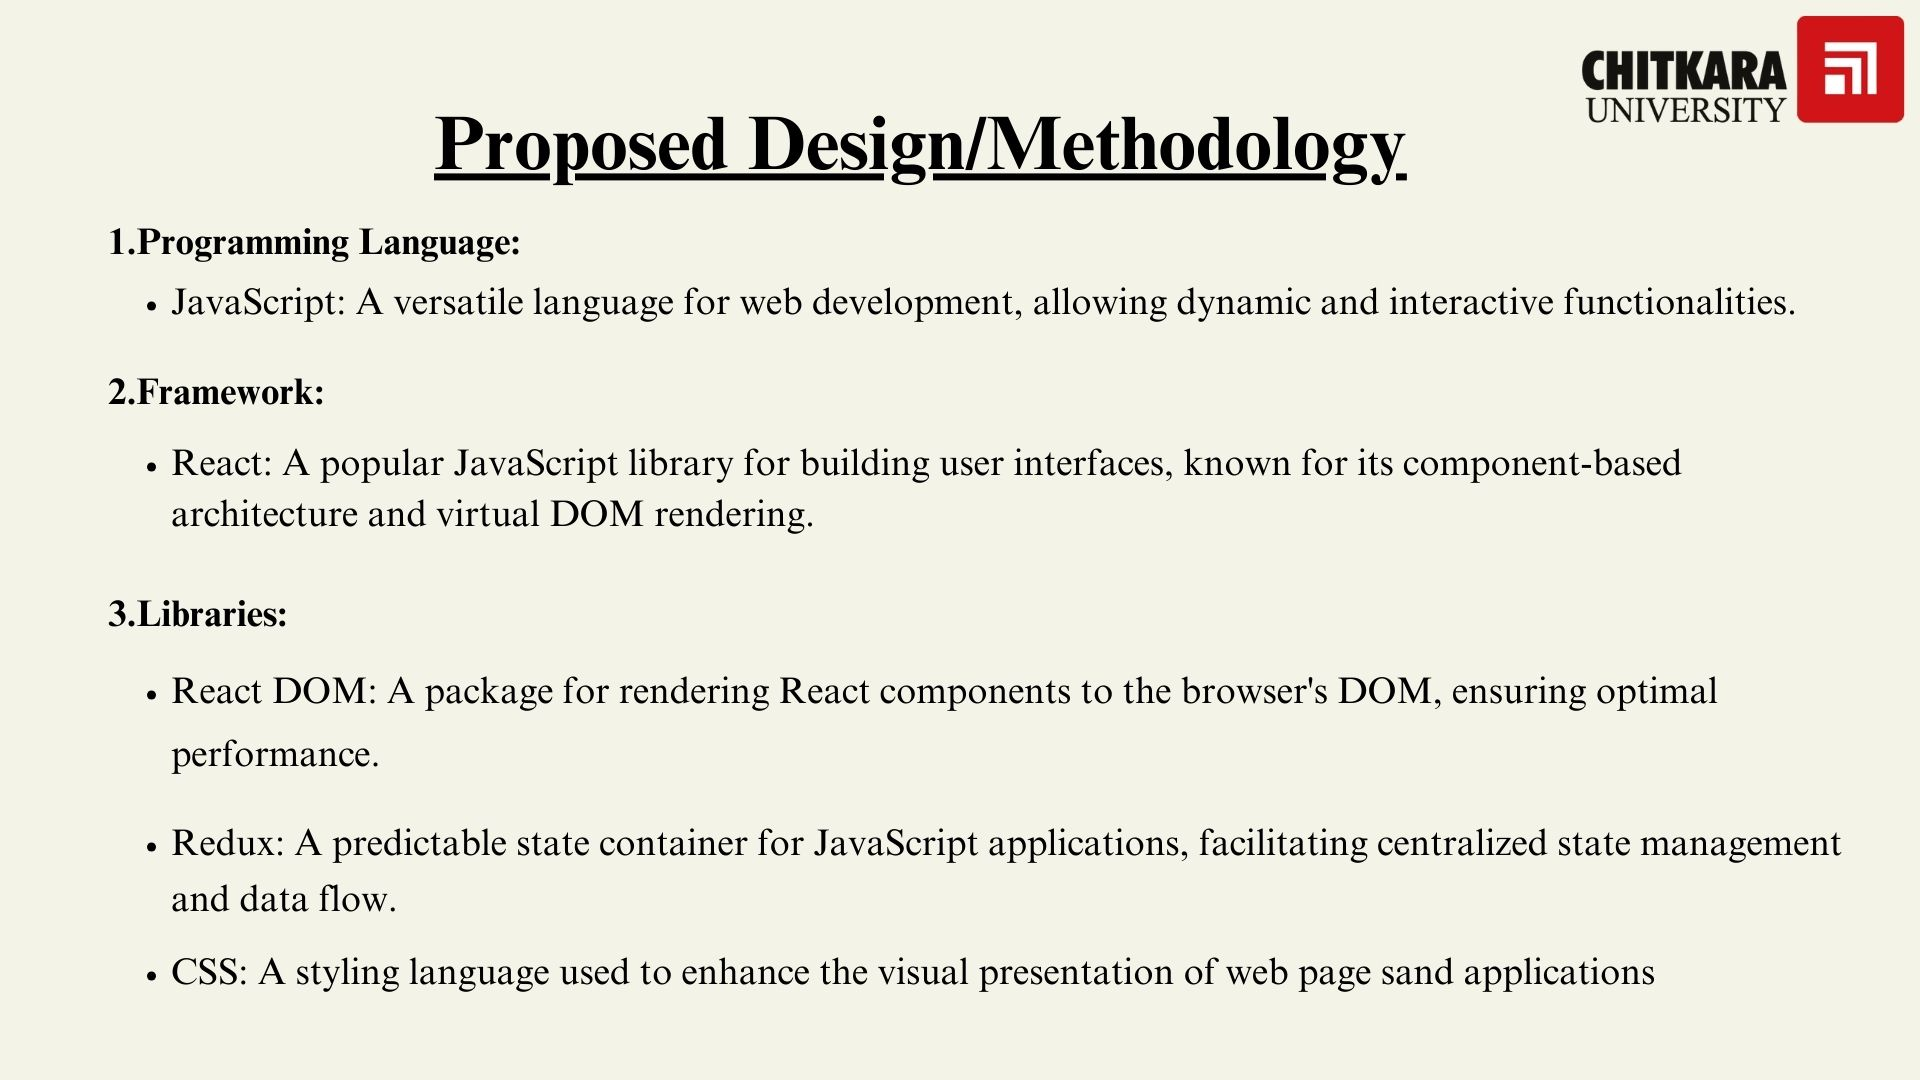 CHITKARA
UNIVERSITY
Proposed Design/Methodology
1.Programming Language:
• JavaScript: A versatile language for web development, allowing dynamic and interactive functionalities.
2.Framework:
• React: A popular JavaScript library for building user interfaces, known for its component-based
architecture and virtual DOM rendering.
3.Libraries:
• React DOM: A package for rendering React components to the browser's DOM, ensuring optimal
performance.
• Redux: A predictable state container for JavaScript applications, facilitating centralized state management
and data flow.
• CSS: A styling language used to enhance the visual presentation of web page sand applications